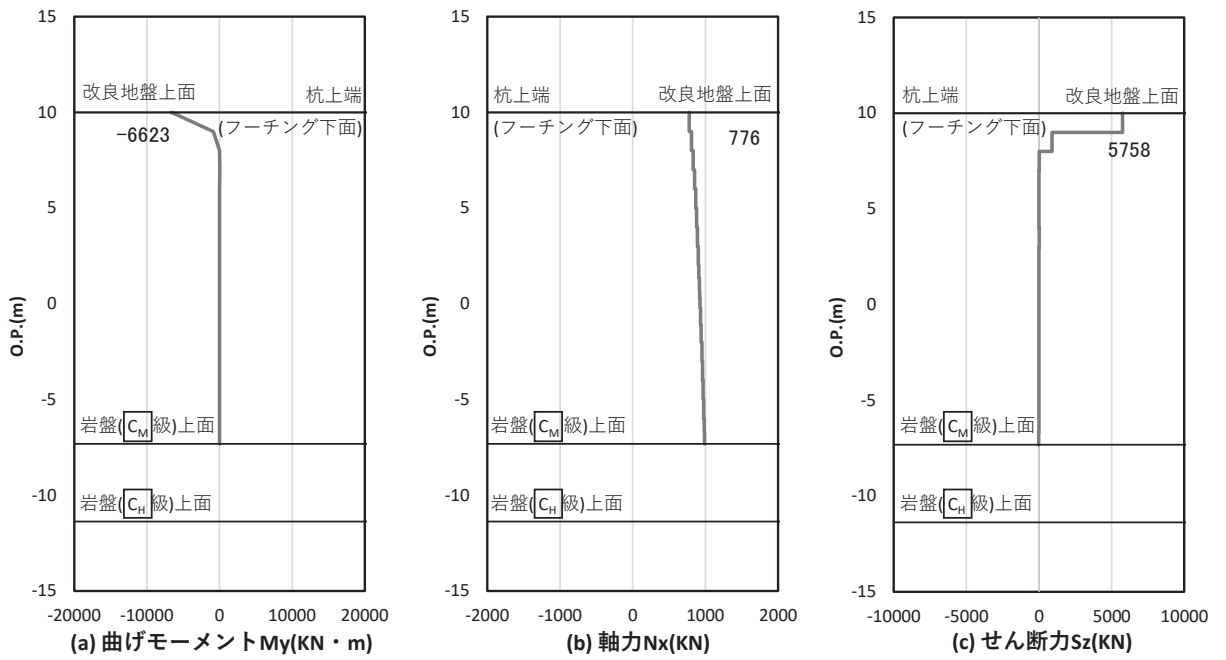 15
改良地盤上面 杭上端
10
−6623
(フーチング下面)
5
0
-5
岩盤(CM級)上面
-10
岩盤(CH級)上面
-15
-20000 -10000 0 10000 20000
O.P.(m)
(a) 曲げモーメントMy(KN・m)
15
杭上端 改良地盤上面
10
(フーチング下面)
776
5
0
-5
岩盤(CM級)上面
-10
岩盤(CH級)上面
-15
-2000 -1000 0 1000 2000
O.P.(m)
(b) 軸力Nx(KN)
15
杭上端 改良地盤上面
10
(フーチング下面)
5758
5
0
-5
岩盤(CM級)上面
-10
岩盤(CH級)上面
-15
-10000 -5000 0 5000 10000
O.P.(m)
(c) せん断力Sz(KN)